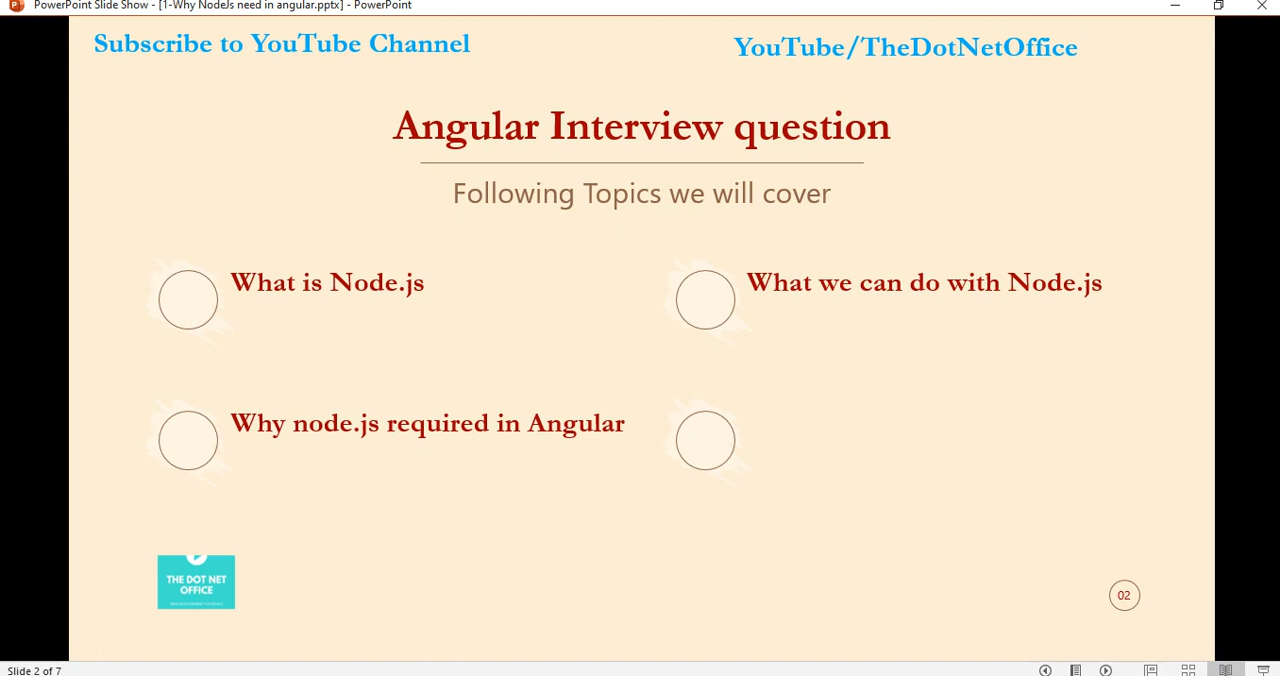 PowerPoint Slide Show - [1-Why NodeJs need in angular.pptx] - PowerPoint
Subscribe to YouTube Channel
YouTube/TheDotNetOffice
Angular Interview question
Following Topics we will cover
What is Node.js
What we can do with Node.js
Why node.js required in Angular
THE DOT NET
OFFICE
02
Slide 2 of 7